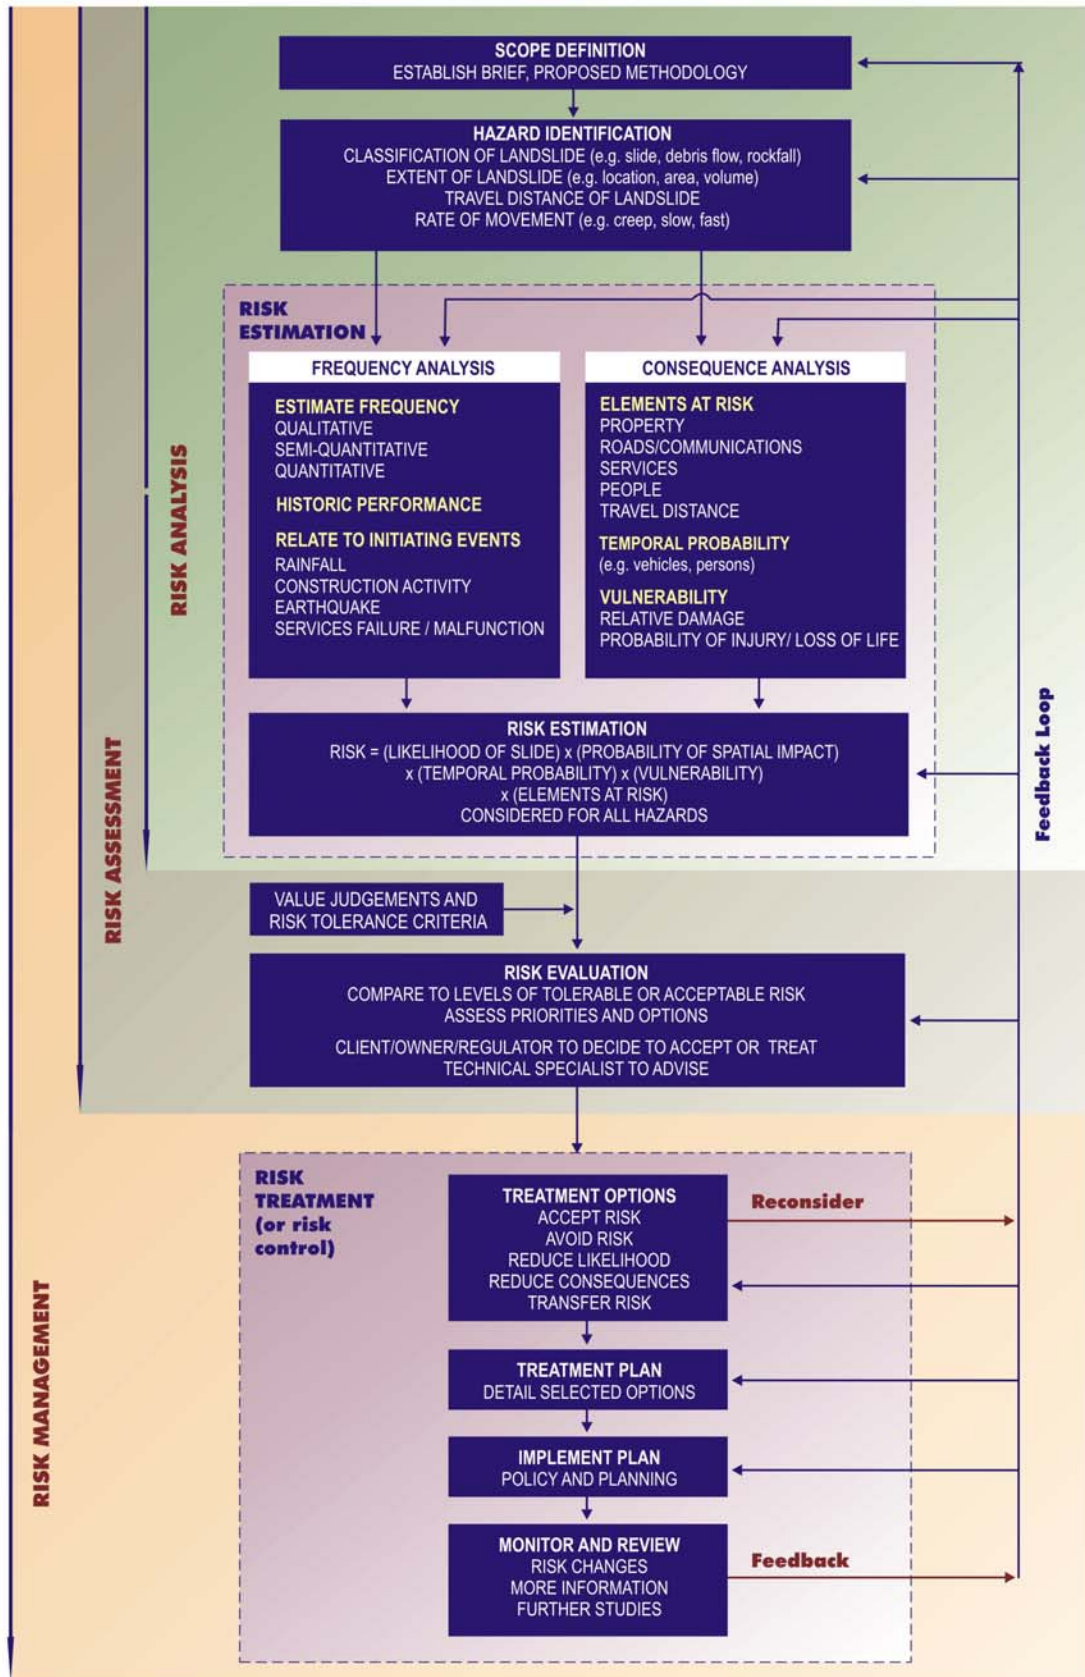 SCOPE DEFINITION
ESTABLISH BRIEF, PROPOSED METHODOLOGY
HAZARD IDENTIFICATION
CLASSIFICATION OF LANDSLIDE (e.g. slide, debris flow, rockfall)
EXTENT OF LANDSLIDE (e.g. location, area, volume)
TRAVEL DISTANCE OF LANDSLIDE
RATE OF MOVEMENT (e.g. creep, slow, fast)
RISK
ESTIMATION
FREQUENCY ANALYSIS
ESTIMATE FREQUENCY
QUALITATIVE
SEMI-QUANTITATIVE
QUANTITATIVE
HISTORIC PERFORMANCE
RELATE TO INITIATING EVENTS
RAINFALL
CONSTRUCTION ACTIVITY
EARTHQUAKE
SERVICES FAILURE / MALFUNCTION
CONSEQUENCE ANALYSIS
ELEMENTS AT RISK
PROPERTY
ROADS/COMMUNICATIONS
SERVICES
PEOPLE
TRAVEL DISTANCE
TEMPORAL PROBABILITY
(e.g. vehicles, persons)
VULNERABILITY
RELATIVE DAMAGE
PROBABILITY OF INJURY/ LOSS OF LIFE
RISK ESTIMATION
RISK = (LIKELIHOOD OF SLIDE) x (PROBABILITY OF SPATIAL IMPACT)
x (TEMPORAL PROBABILITY) x (VULNERABILITY)
x (ELEMENTS AT RISK)
CONSIDERED FOR ALL HAZARDS
VALUE JUDGEMENTS AND
RISK TOLERANCE CRITERIA
RISK EVALUATION
COMPARE TO LEVELS OF TOLERABLE OR ACCEPTABLE RISK
ASSESS PRIORITIES AND OPTIONS
CLIENT/OWNER/REGULATOR TO DECIDE TO ACCEPT OR TREAT
TECHNICAL SPECIALIST TO ADVISE
RISK
TREATMENT
(or risk
control)
TREATMENT OPTIONS
ACCEPT RISK
AVOID RISK
REDUCE LIKELIHOOD
REDUCE CONSEQUENCES
TRANSFER RISK
Reconsider
TREATMENT PLAN
DETAIL SELECTED OPTIONS
IMPLEMENT PLAN
POLICY AND PLANNING
MONITOR AND REVIEW
RISK CHANGES
MORE INFORMATION
FURTHER STUDIES
Feedback
RISK ANALYSIS
RISK ASSESSMENT
RISK MANAGEMENT
Feedback Loop